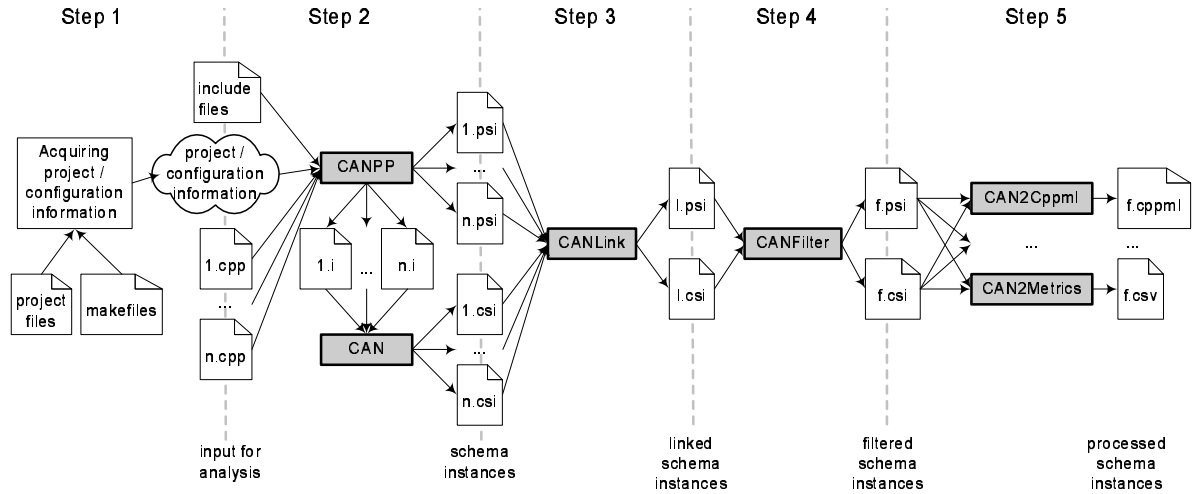 Step 1
Step 2
Step 3
Step 4
Step 5
include
files
Acquiring
project /
configuration
information
project /
configuration
information
project
files
makefiles
1.cpp
...
n.cpp
CANPP
1.i
...
n.i
CAN
1.psi
...
n.psi
1.csi
...
n.csi
CANLink
l.psi
l.csi
CANFilter
f.psi
f.csi
CAN2Cppml
...
CAN2Metrics
f.cppml
...
f.csv
input for
analysis
schema
instances
linked
schema
instances
filtered
schema
instances
processed
schema
instances